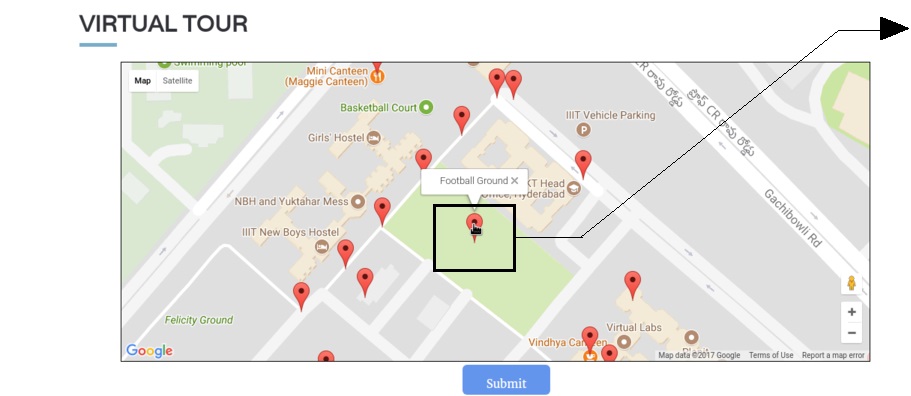 VIRTUAL TOUR
Swimming pool
Map Satellite
Mini Canteen
(Maggie Canteen)
Basketball Court
IIIT Vehicle Parking
Girls' Hostel
Football Ground
KT Head
Office, Hyderabad
NBH and Yuktahar Mess
IIIT New Boys Hostel
Gachibowli Rd
Felicity Ground
Virtual Labs
Vindhya Canteen
Google
Map data ©2017 Google Terms of Use Report a map error
Submit